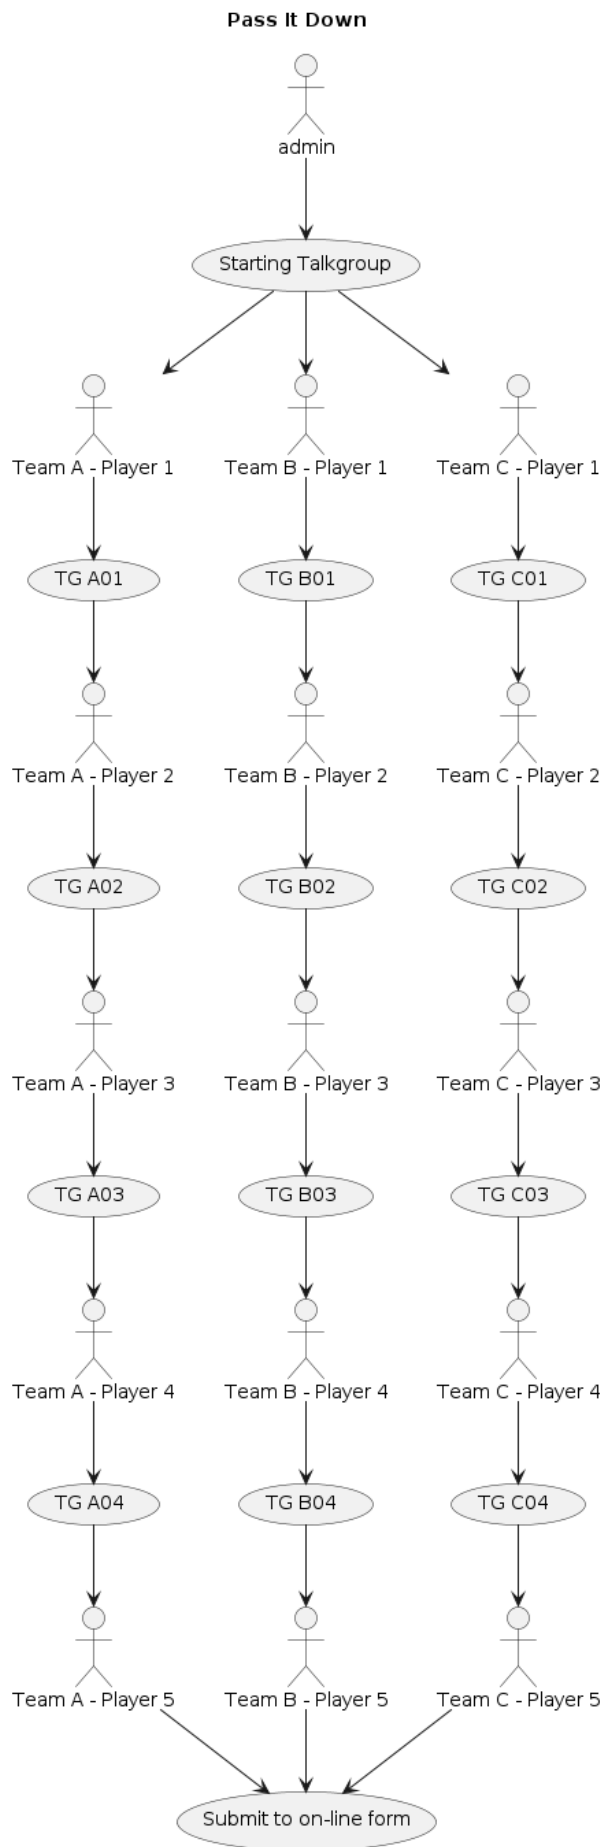 Pass It Down
admin
Starting Talkgroup
Team A - Player 1
Team B - Player 1
Team C - Player 1
TG A01
TG B01
TG C01
Team A - Player 2
Team B - Player 2
Team C - Player 2
TG A02
TG B02
TG C02
Team A - Player 3
Team B - Player 3
Team C - Player 3
TG A03
TG B03
TG C03
Team A - Player 4
Team B - Player 4
Team C - Player 4
TG A04
TG B04
TG C04
Team A - Player 5
Team B - Player 5
Team C - Player 5
Submit to on-line form